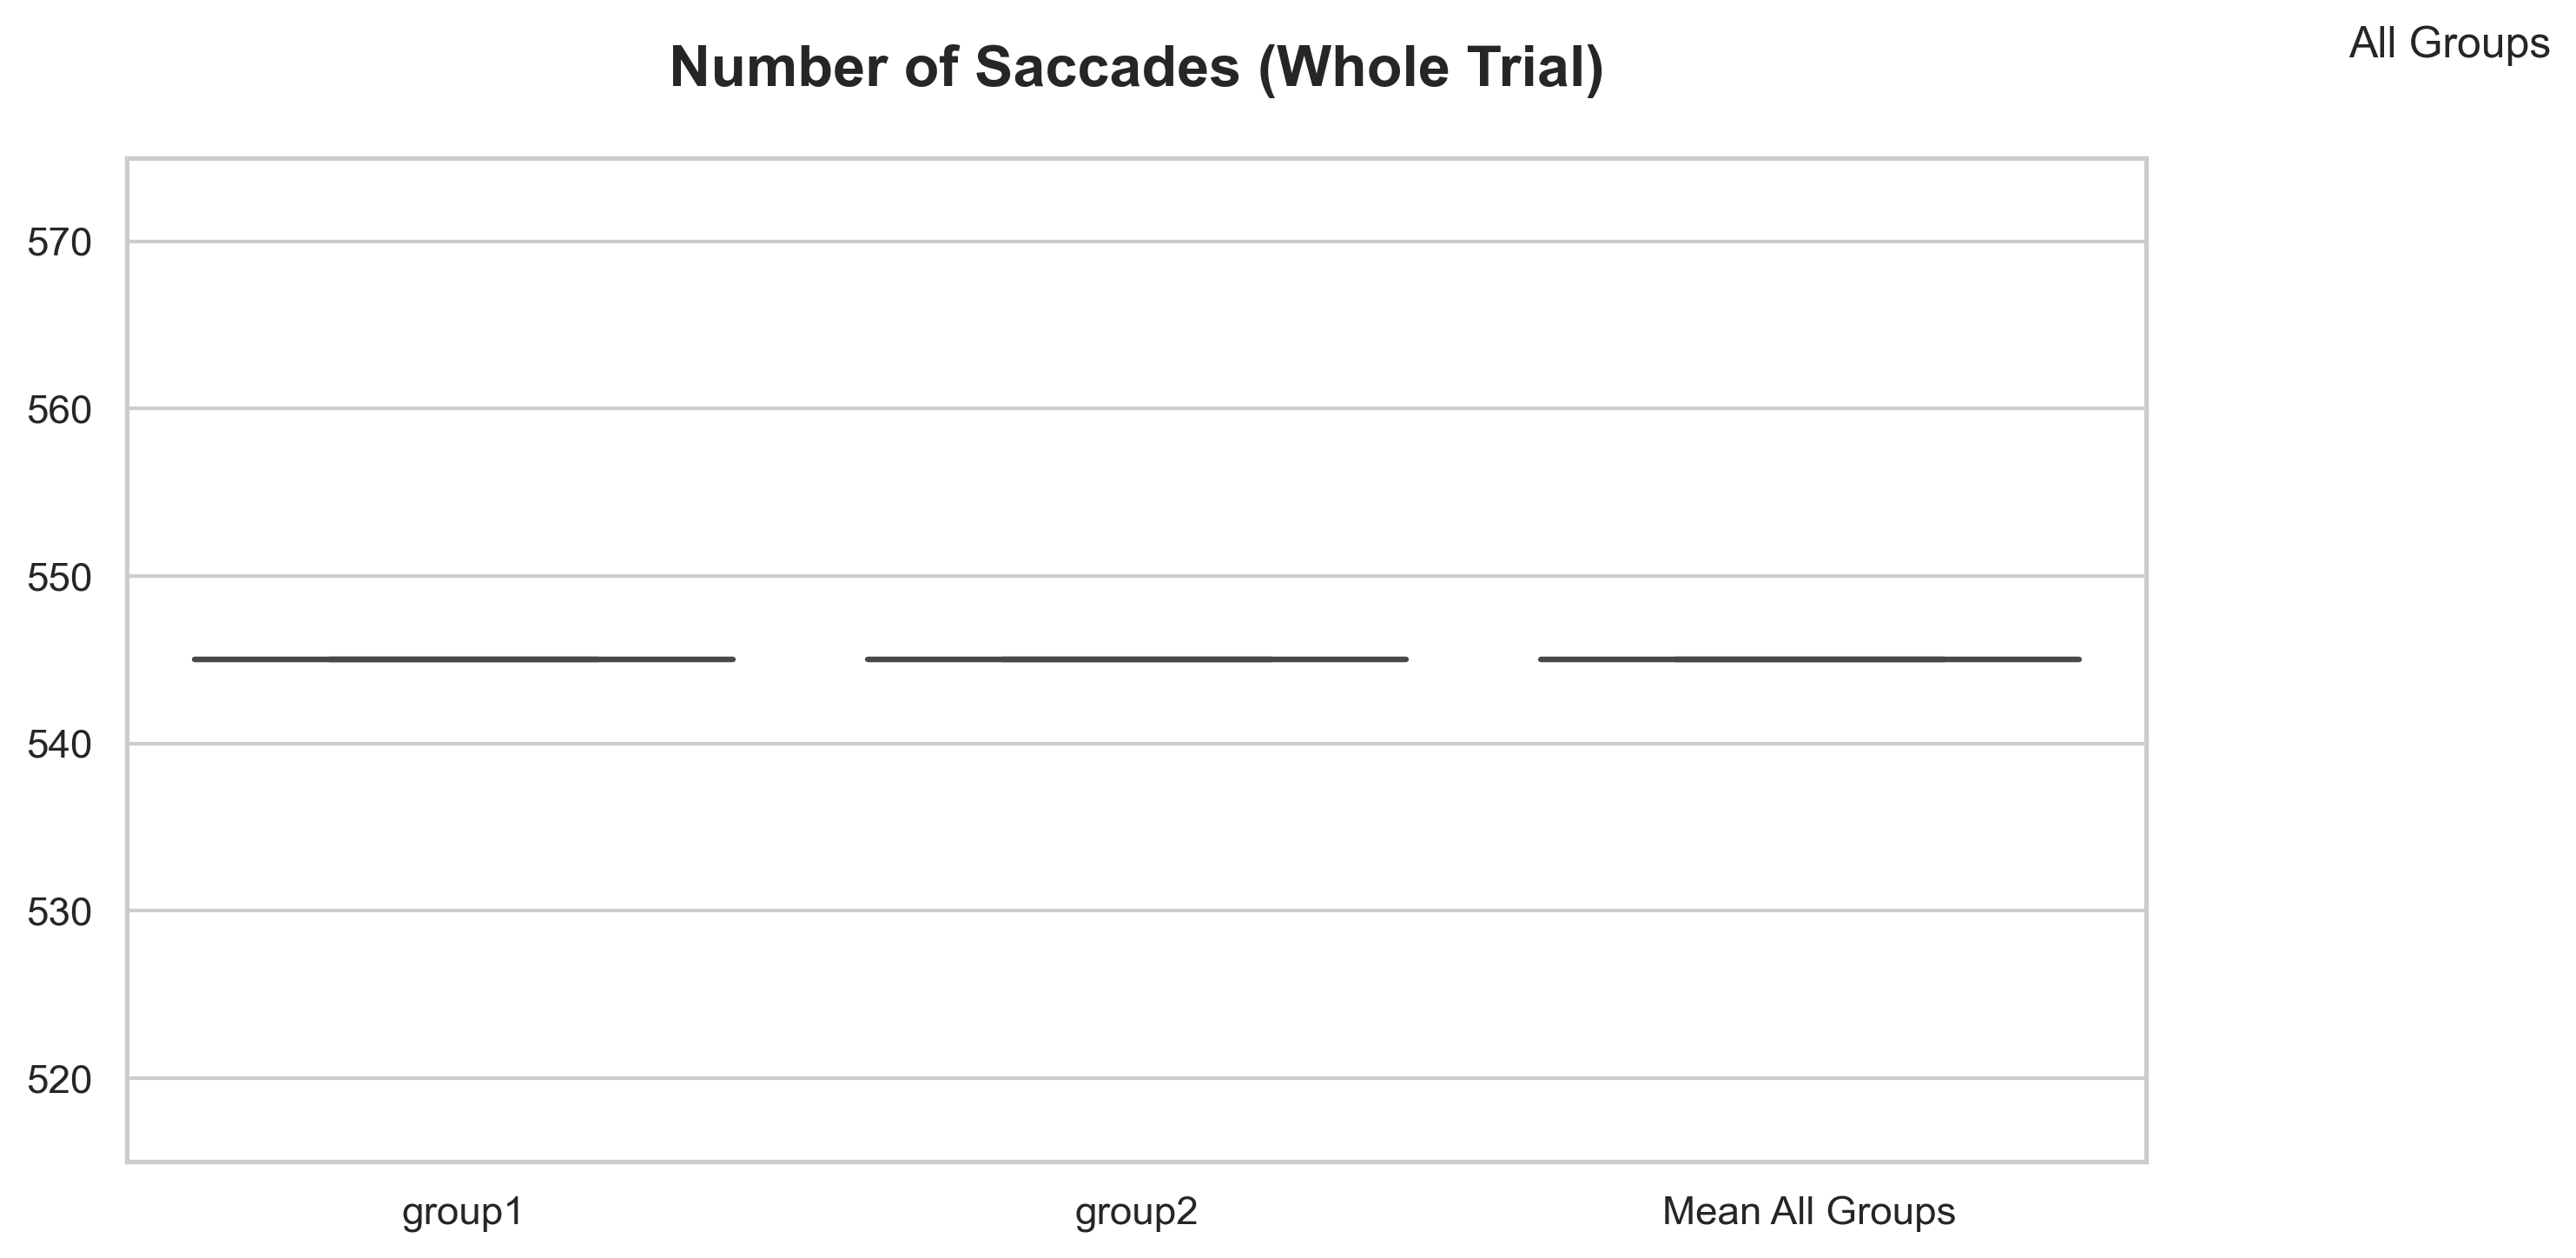 All Groups
Number of Saccades (Whole Trial)
570
560
550
540
530
520
group1
group2
Mean All Groups